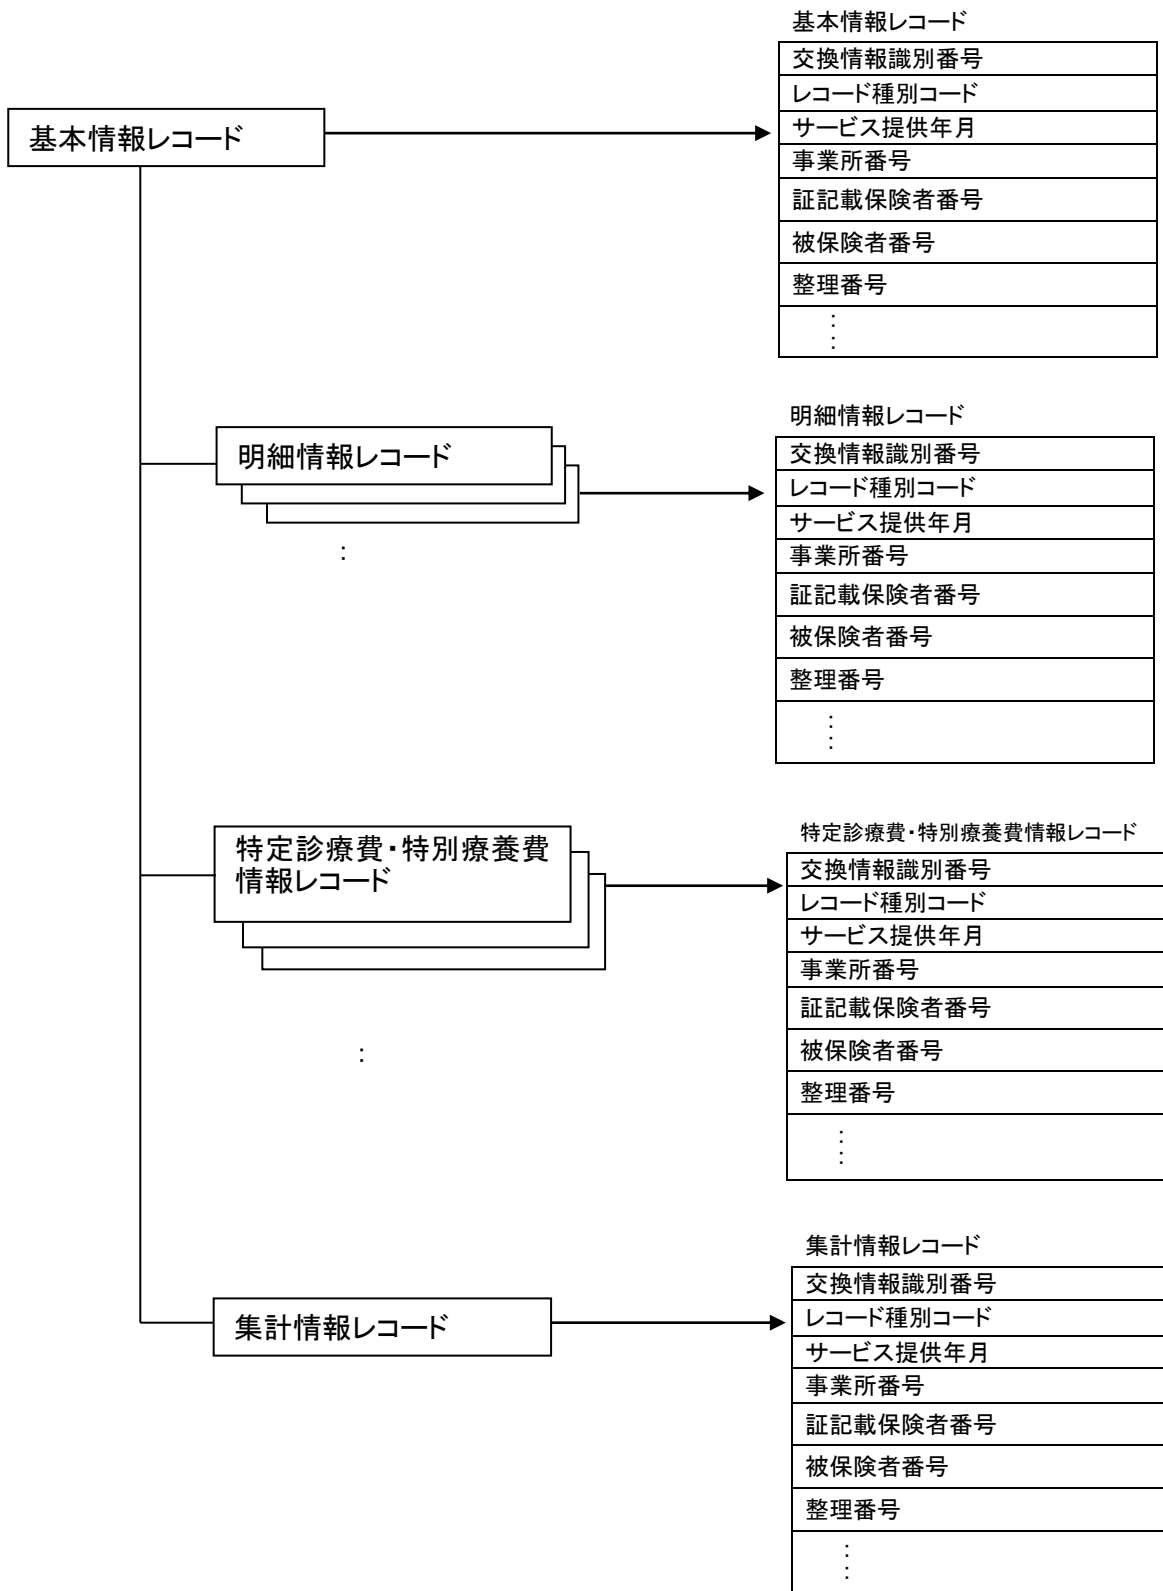 基本情報レコード
基本情報レコード
交換情報識別番号
レコード種別コード
サービス提供年月
事業所番号
証記載保険者番号
被保険者番号
整理番号
:
:
明細情報レコード
:
明細情報レコード
交換情報識別番号
レコード種別コード
サービス提供年月
事業所番号
証記載保険者番号
被保険者番号
整理番号
:
:
特定診療費・特別療養費
情報レコード
:
特定診療費・特別療養費情報レコード
交換情報識別番号
レコード種別コード
サービス提供年月
事業所番号
証記載保険者番号
被保険者番号
整理番号
:
:
集計情報レコード
集計情報レコード
交換情報識別番号
レコード種別コード
サービス提供年月
事業所番号
証記載保険者番号
被保険者番号
整理番号
:
: